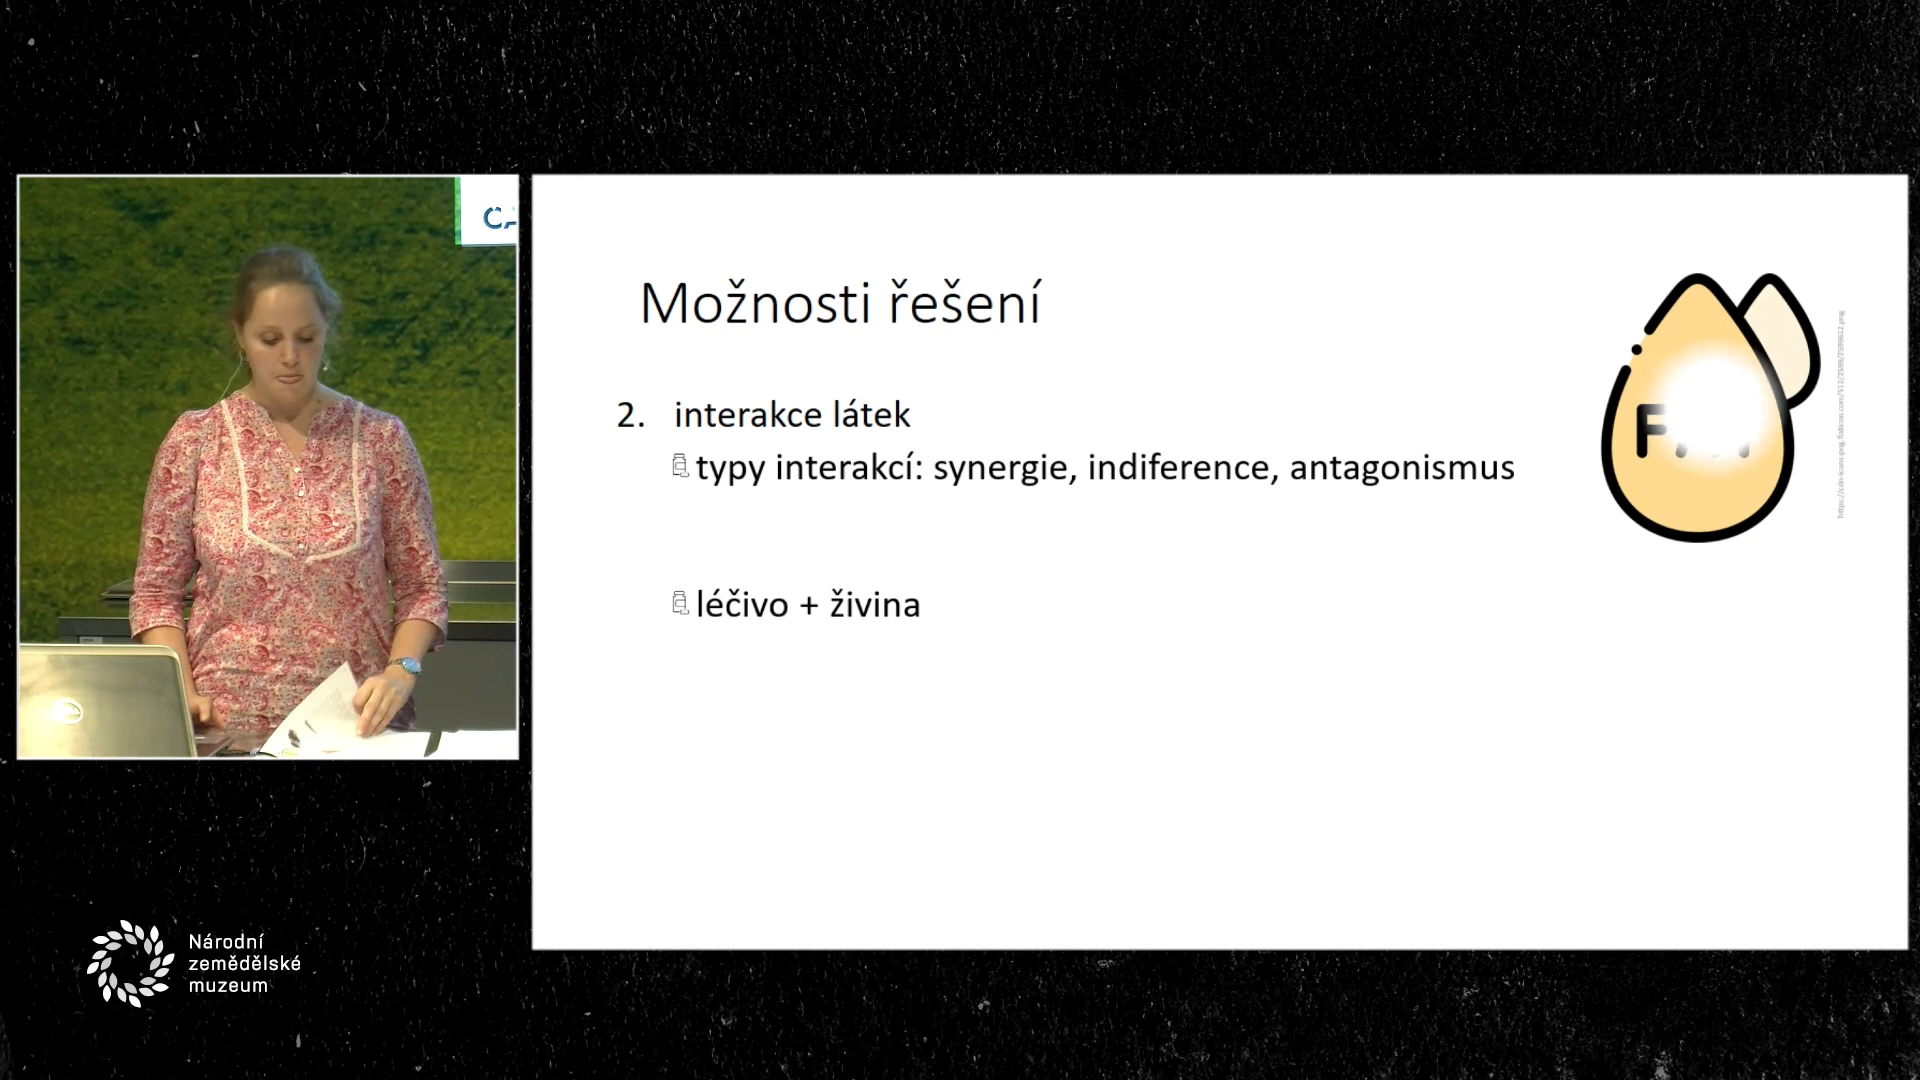 Možnosti řešení
2. interakce látek
typy interakcí: synergie, indiference, antagonismus
léčivo + živina
Národní
zemědělské
muzeum